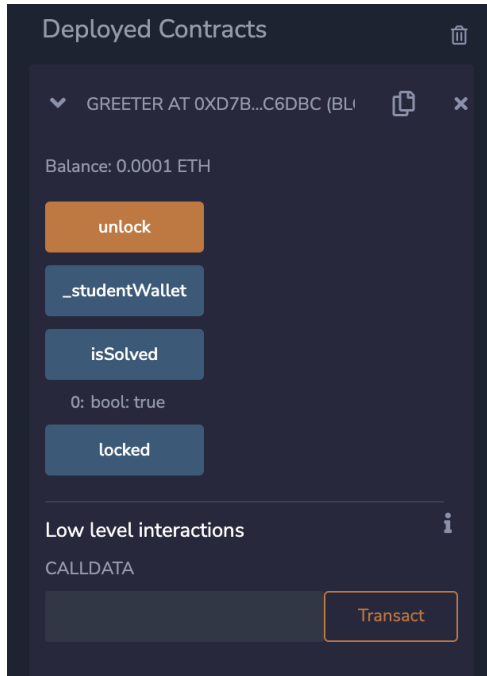 Deployed Contracts
GREETER AT 0XD7B...C6DBC (BL
Balance: 0.0001 ETH
unlock
_studentWallet
isSolved
0: bool: true
locked
Low level interactions
CALLDATA
Transact